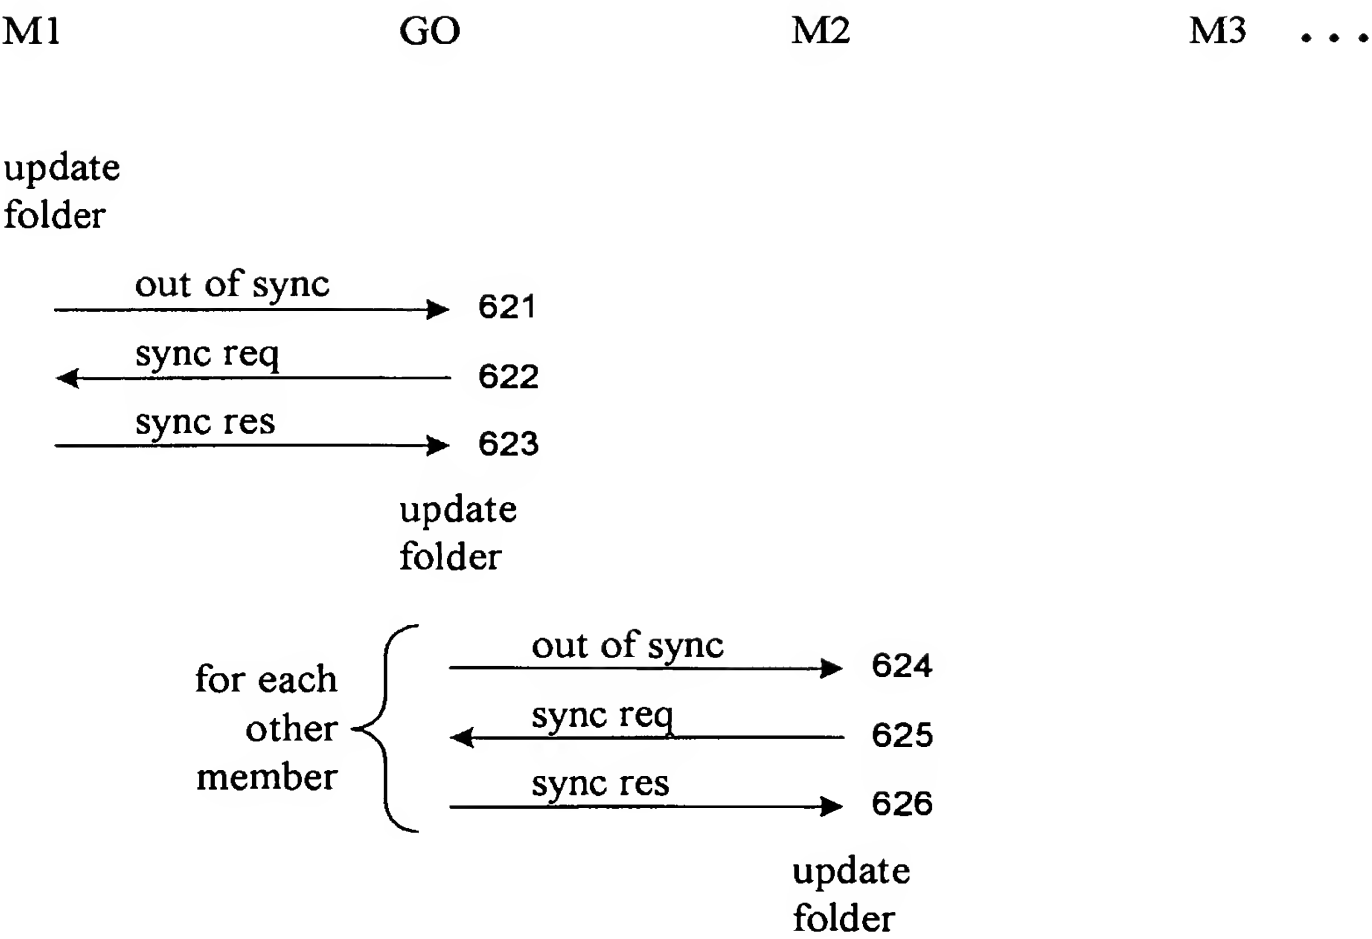 M1 GO M2 M3 . . .
update
folder
out of sync 621
sync req 622
sync res 623
update
folder
out of sync 624
for each
other
member
sync req 625
sync res 626
update
folder